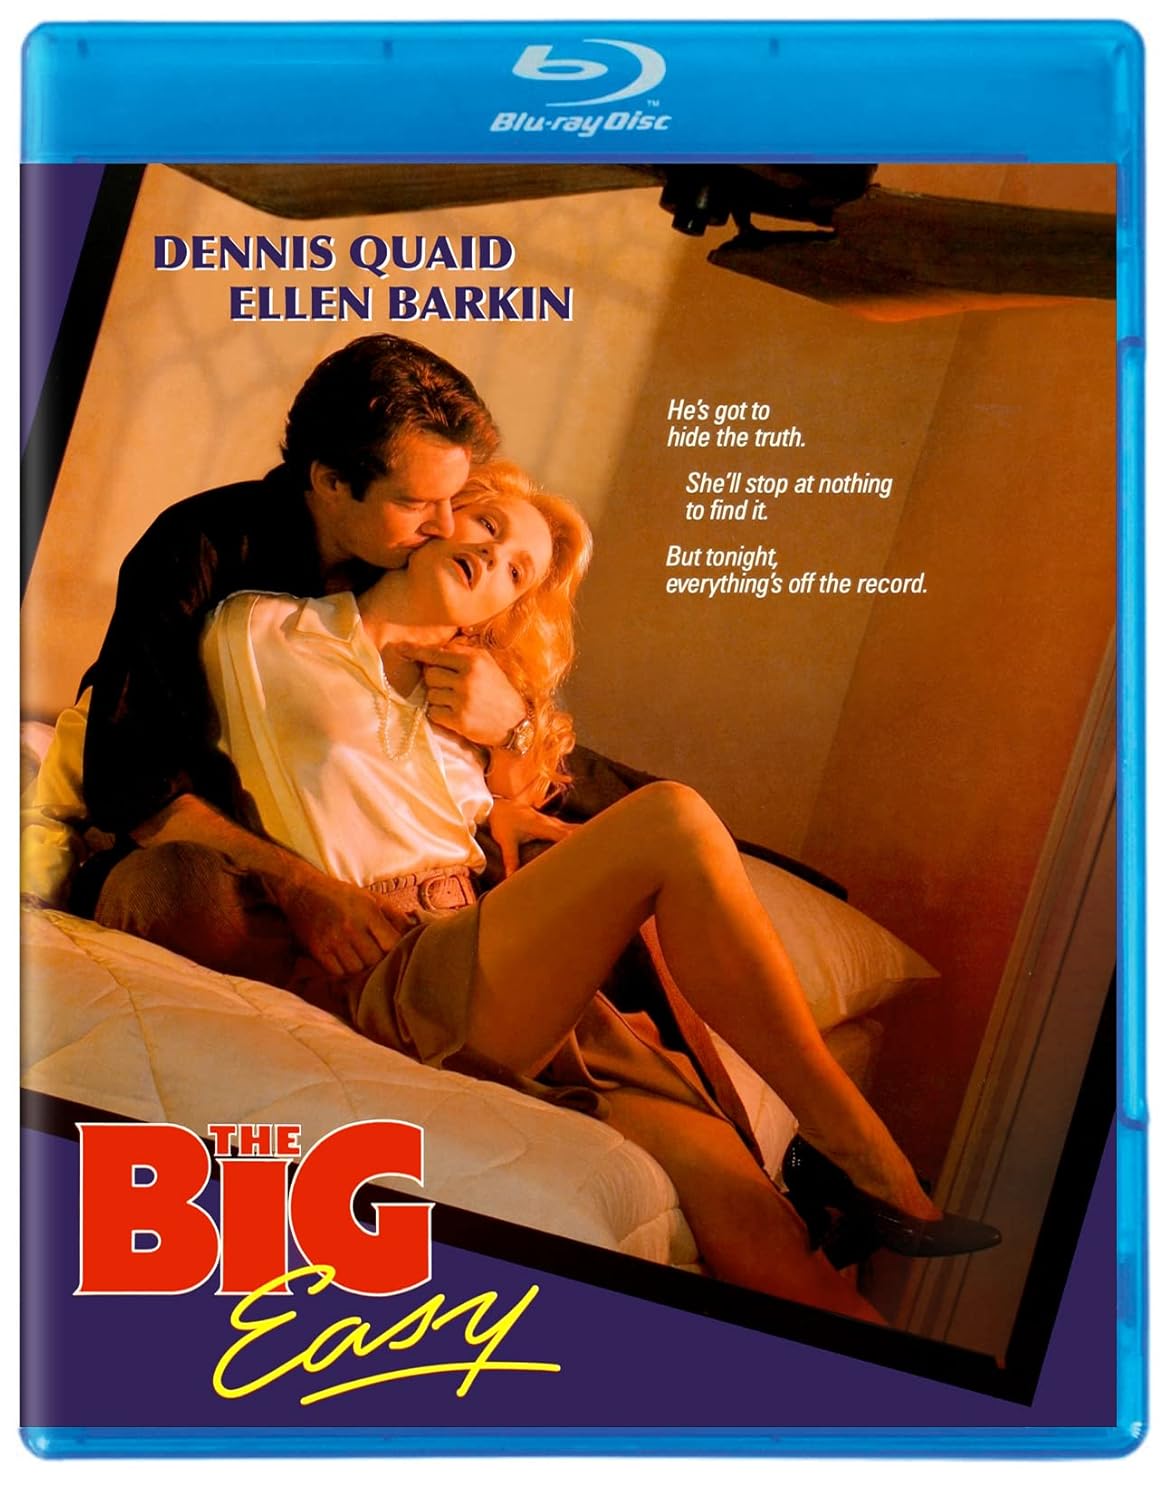 Blu-ray Disc™
DENNIS QUAID
ELLEN BARKIN
He's got to
hide the truth.
She'll stop at nothing
to find it.
But tonight,
everything's off the record.
THE
BIG
Easy